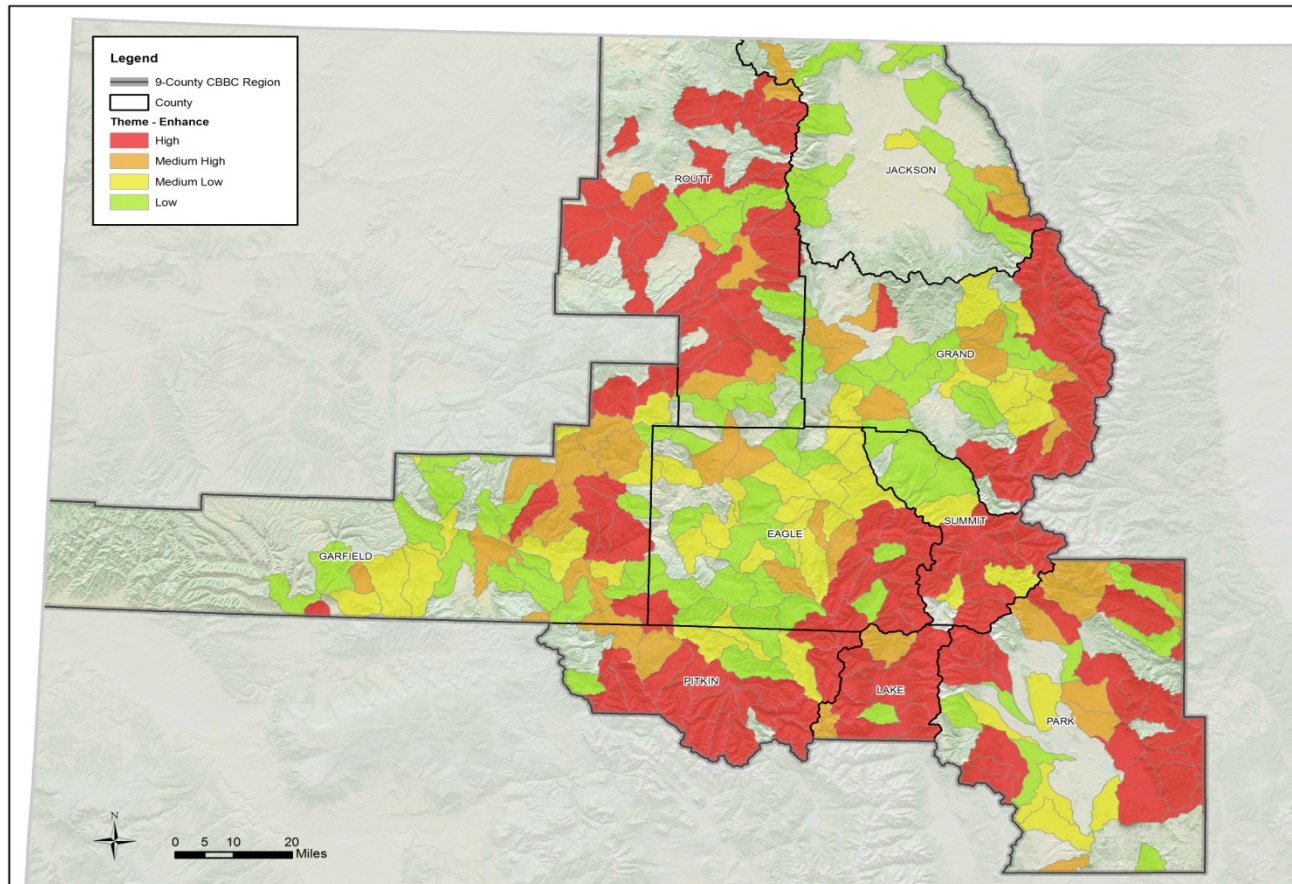 Legend
9-County CBBC Region
County
Theme - Enhance
High
Medium High
Medium Low
Low
ROUTT
JACKSON
GRAND
SUMMIT
EAGLE
GARFIELD
PITKIN
LAKE
PARK
N
0 5 10 20
Miles